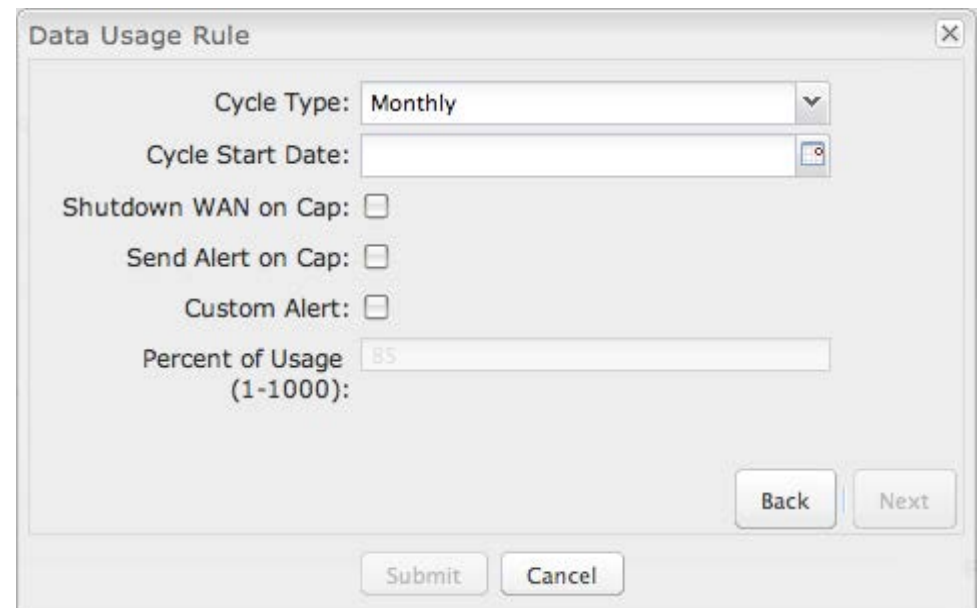 Data Usage Rule
Cycle Type: Monthly
Cycle Start Date:
Shutdown WAN on Cap:
Send Alert on Cap:
Custom Alert:
Percent of Usage 85
(1-1000):
Back Next
Submit Cancel